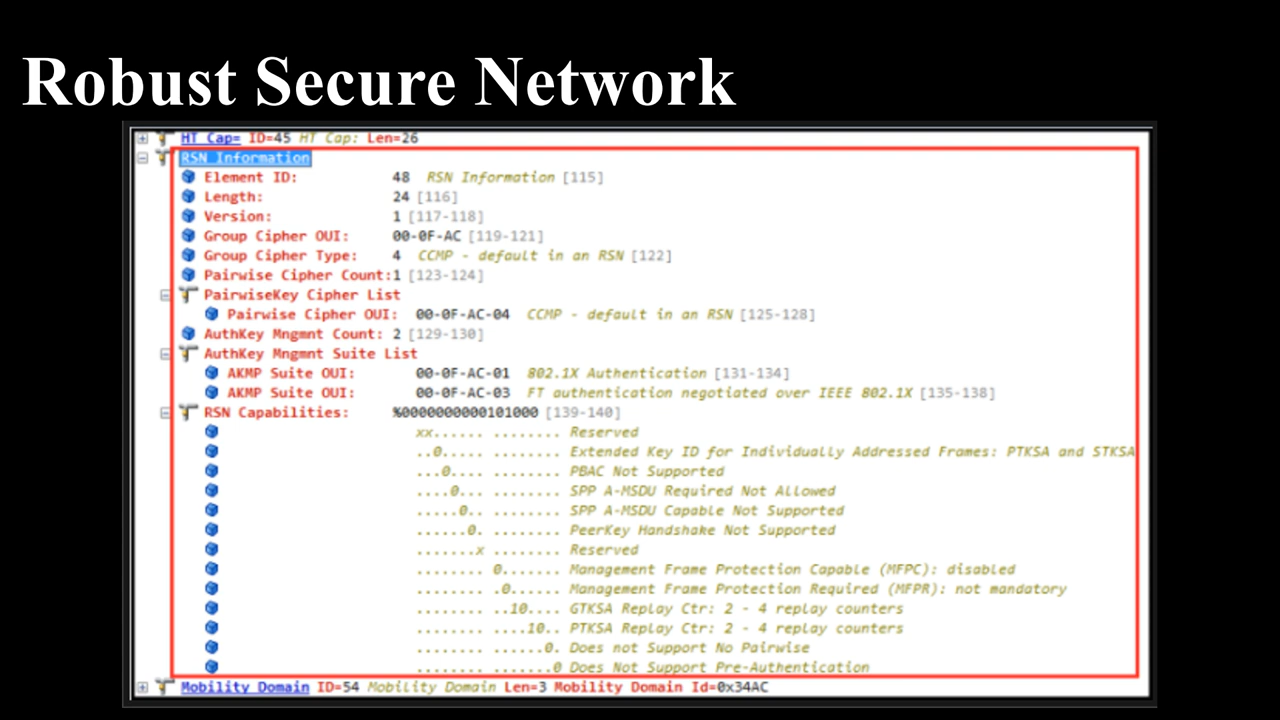 Robust Secure Network
HT Cap= ID=45 HT Cap: Len=26
RSN Information
Element ID: 48 RSN Information [115]
Length: 24 [116]
Version: 1 [117-118]
Group Cipher OUI: 00-0F-AC [119-121]
Group Cipher Type: 4 CCMP - default in an RSN [122]
Pairwise Cipher Count:1 [123-124]
PairwiseKey Cipher List
Pairwise Cipher OUI: 00-0F-AC-04 CCMP - default in an RSN [125-128]
AuthKey Mngmnt Count: 2 [129-130]
AuthKey Mngmnt Suite List
AKMP Suite OUI: 00-0F-AC-01 802.1X Authentication [131-134]
AKMP Suite OUI: 00-0F-AC-03 FT authentication negotiated over IEEE 802.1X [135-138]
RSN Capabilities: %0000000000101000 [139-140]
xx...... ........ Reserved
..0..... ........ Extended Key ID for Individually Addressed Frames: PTKSA and STKSA
...0.... ........ PBAC Not Supported
....0... ........ SPP A-MSDU Required Not Allowed
.....0.. ........ SPP A-MSDU Capable Not Supported
......0. ........ PeerKey Handshake Not Supported
.......x ........ Reserved
........ 0....... Management Frame Protection Capable (MFPC): disabled
........ .0...... Management Frame Protection Required (MFPR): not mandatory
........ ..10.... GTKSA Replay Ctr: 2 - 4 replay counters
........ ....10.. PTKSA Replay Ctr: 2 - 4 replay counters
........ ......0. Does not Support No Pairwise
........ .......0 Does Not Support Pre-Authentication
Mobility Domain ID=54 Mobility Domain Len=3 Mobility Domain Id=0x34AC